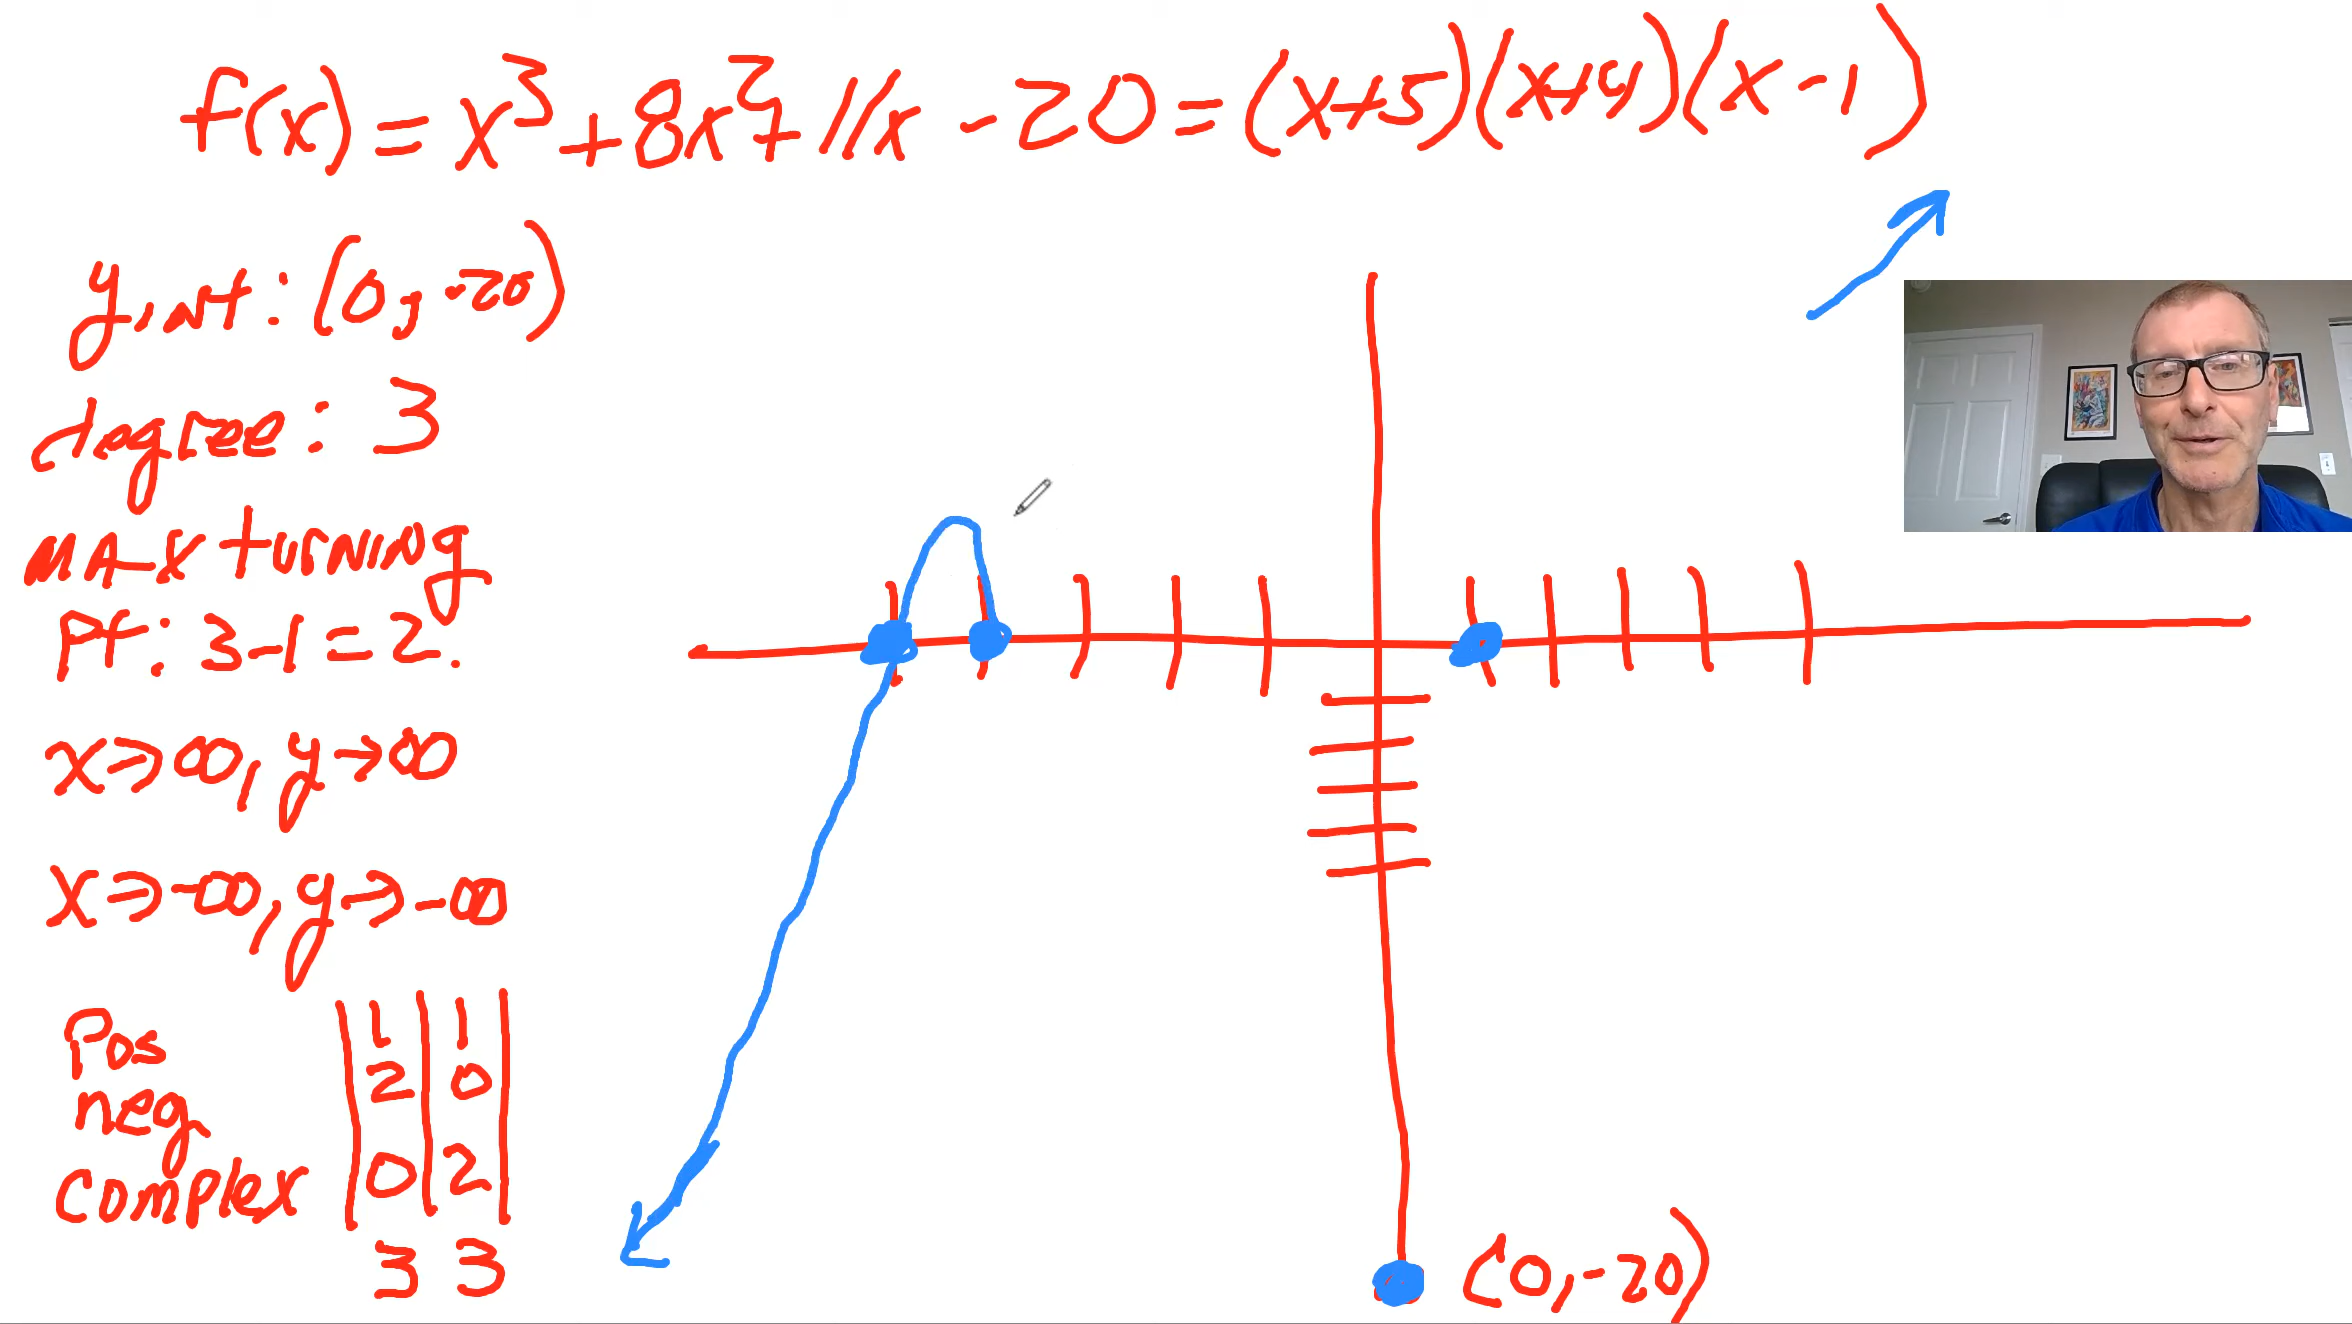 f(x) = x³ + 8x² + 11x - 20 = (x+5)(x+4)(x-1)
y int: (0, -20)
degree: 3
MAX turning
Pt: 3-1 = 2.
x→∞, y→∞
x→-∞, y→-∞
Pos 1 1
neg 2 0
complex 0 2
3 3
(0, -20)